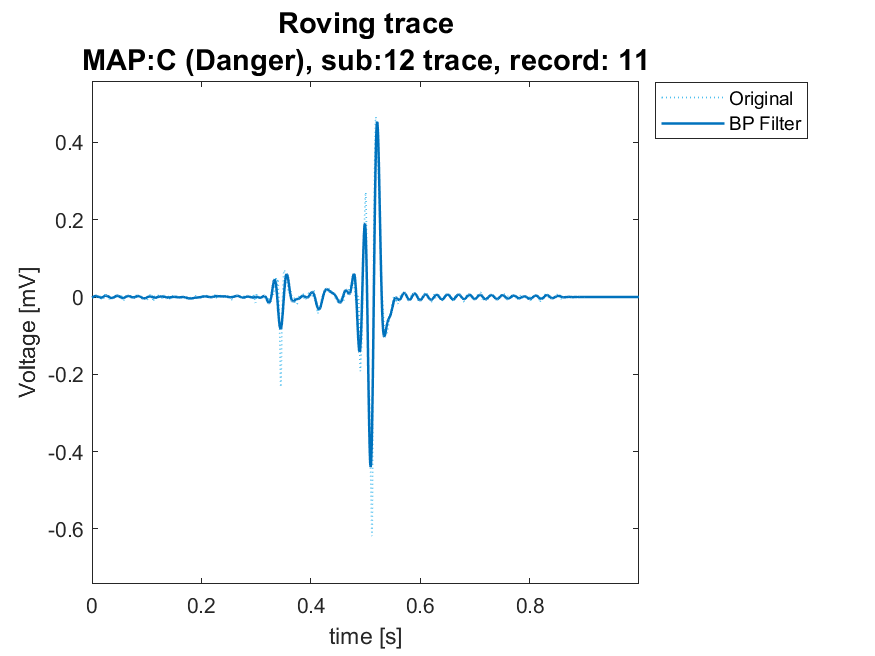 Roving trace
MAP:C (Danger), sub:12 trace, record: 11
Original
BP Filter
0.4
0.2
0
-0.2
-0.4
-0.6
Voltage [mV]
0
0.2
0.4
0.6
0.8
time [s]